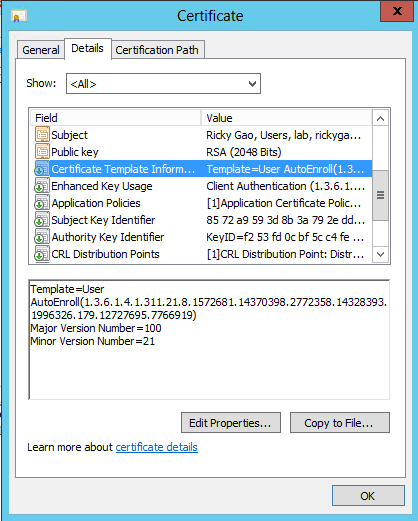 Certificate
X
General
Details
Certification Path
Show:
<All>
Field Value
Subject Ricky Gao, Users, lab, rickyga...
Public key RSA (2048 Bits)
Certificate Template Inform... Template=User AutoEnroll(1.3....
Enhanced Key Usage Client Authentication (1.3.6.1....
Application Policies [1]Application Certificate Polic...
Subject Key Identifier 85 72 a9 59 3d 8b 3a 79 2e dd...
Authority Key Identifier KeyID=f2 53 fd 0c bf 5c c4 fe ...
CRL Distribution Points [1]CRL Distribution Point: Distr...
Template=User
AutoEnroll(1.3.6.1.4.1.311.21.8.1572681.14370398.2772358.14328393.
1996326.179.12727695.7766919)
Major Version Number=100
Minor Version Number=21
Edit Properties...
Copy to File...
Learn more about certificate details
OK